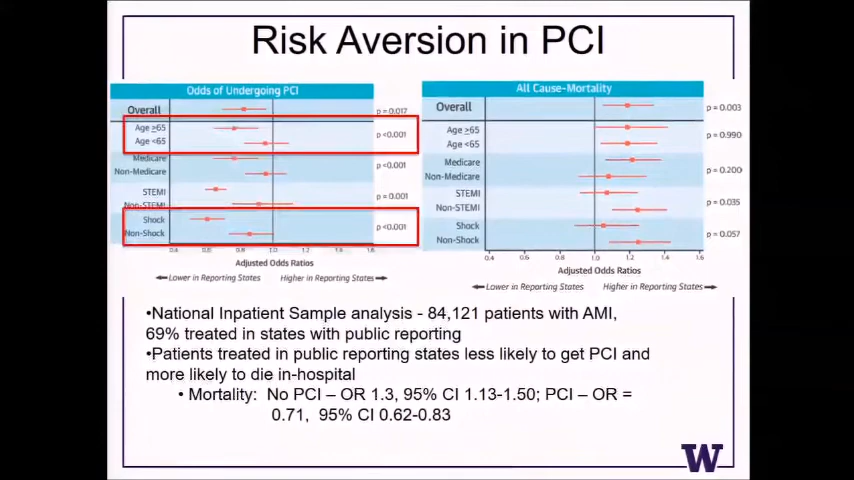 Risk Aversion in PCI
Odds of Undergoing PCI
Overall
p = 0.017
Age ≥65
Age <65
p <0.001
Medicare
Non-Medicare
p <0.001
STEMI
Non-STEMI
p = 0.001
Shock
Non-Shock
p <0.001
0.4 0.6 0.8 1.0 1.2 1.4 1.6
Adjusted Odds Ratios
Lower in Reporting States Higher in Reporting States
All Cause-Mortality
Overall
p = 0.003
Age ≥65
Age <65
p = 0.990
Medicare
Non-Medicare
p = 0.200
STEMI
Non-STEMI
p = 0.035
Shock
Non-Shock
p = 0.057
0.4 0.6 0.8 1.0 1.2 1.4 1.6
Adjusted Odds Ratios
Lower in Reporting States Higher in Reporting States
•National Inpatient Sample analysis - 84,121 patients with AMI,
69% treated in states with public reporting
•Patients treated in public reporting states less likely to get PCI and
more likely to die in-hospital
• Mortality: No PCI – OR 1.3, 95% CI 1.13-1.50; PCI – OR =
0.71, 95% CI 0.62-0.83
W